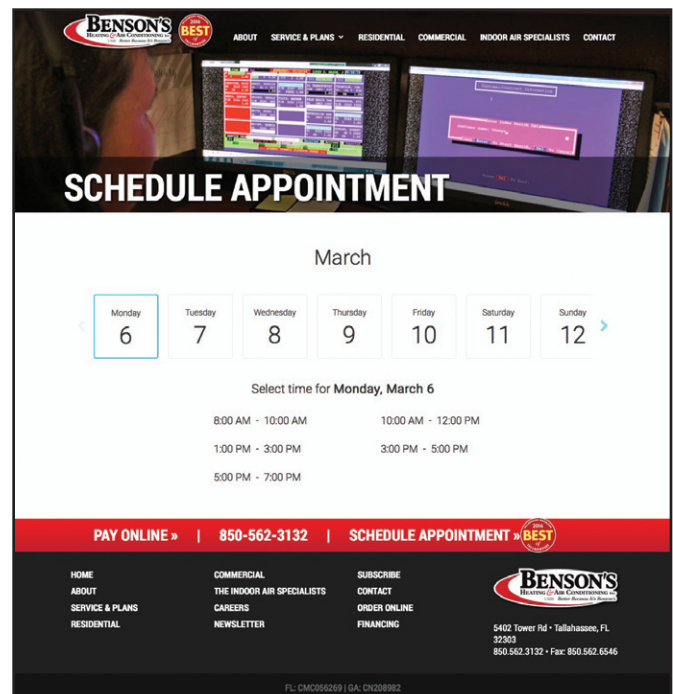 BENSON'S
HEATING & AIR CONDITIONING
2016
BEST
ABOUT SERVICE & PLANS RESIDENTIAL COMMERCIAL INDOOR AIR SPECIALISTS CONTACT
SCHEDULE APPOINTMENT
March
Monday Tuesday Wednesday Thursday Friday Saturday Sunday
6 7 8 9 10 11 12
Select time for Monday, March 6
8:00 AM - 10:00 AM 10:00 AM - 12:00 PM
1:00 PM - 3:00 PM 3:00 PM - 5:00 PM
5:00 PM - 7:00 PM
PAY ONLINE » | 850-562-3132 | SCHEDULE APPOINTMENT »
2016
BEST
of
HOME COMMERCIAL SUBSCRIBE
ABOUT THE INDOOR AIR SPECIALISTS CONTACT
SERVICE & PLANS CAREERS ORDER ONLINE
RESIDENTIAL NEWSLETTER FINANCING
BENSON'S
HEATING & AIR CONDITIONING
5402 Tower Rd • Tallahassee, FL
32303
850.562.3132 • Fax: 850.562.6546
FL: CMC056269 | GA: CN208982